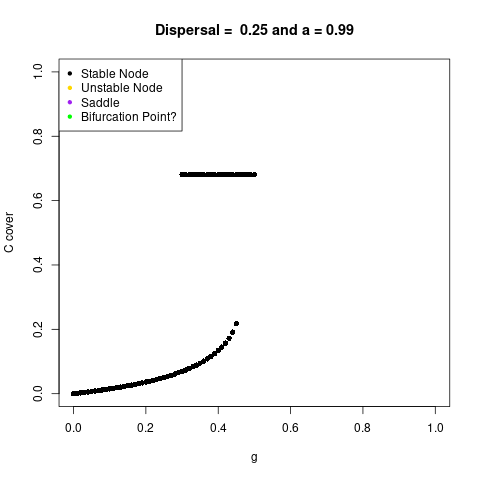 Dispersal =  0.25 and a = 0.99
Stable Node
Unstable Node
Saddle
Bifurcation Point?
C cover
1.0
0.8
0.6
0.4
0.2
0.0
0.0 0.2 0.4 0.6 0.8 1.0
g